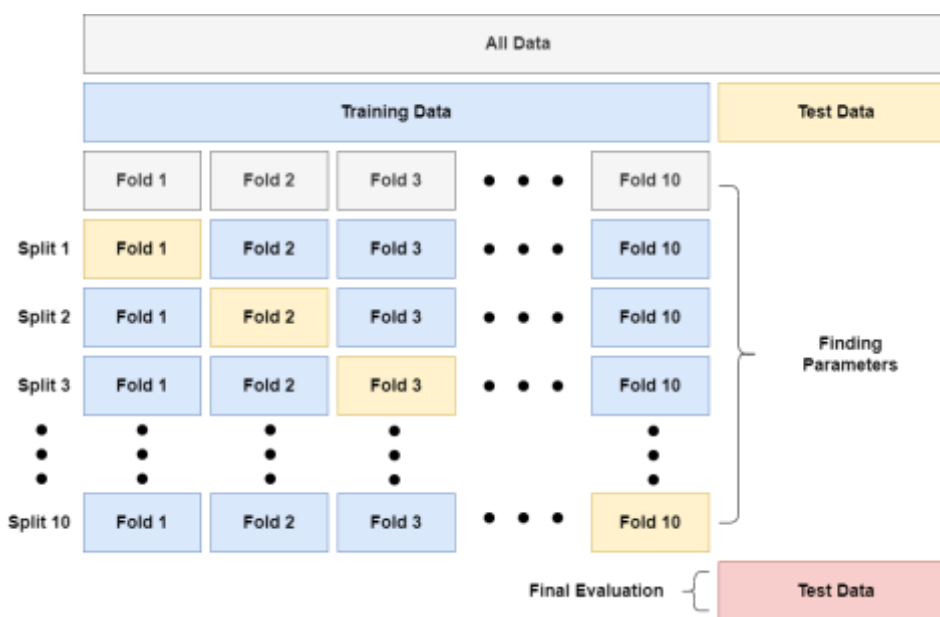 All Data
Training Data
Test Data
Fold 1
Fold 2
Fold 3
Fold 10
Split 1
Fold 1
Fold 2
Fold 3
Fold 10
Split 2
Fold 1
Fold 2
Fold 3
Fold 10
Finding
Parameters
Split 3
Fold 1
Fold 2
Fold 3
Fold 10
Split 10
Fold 1
Fold 2
Fold 3
Fold 10
Final Evaluation
Test Data